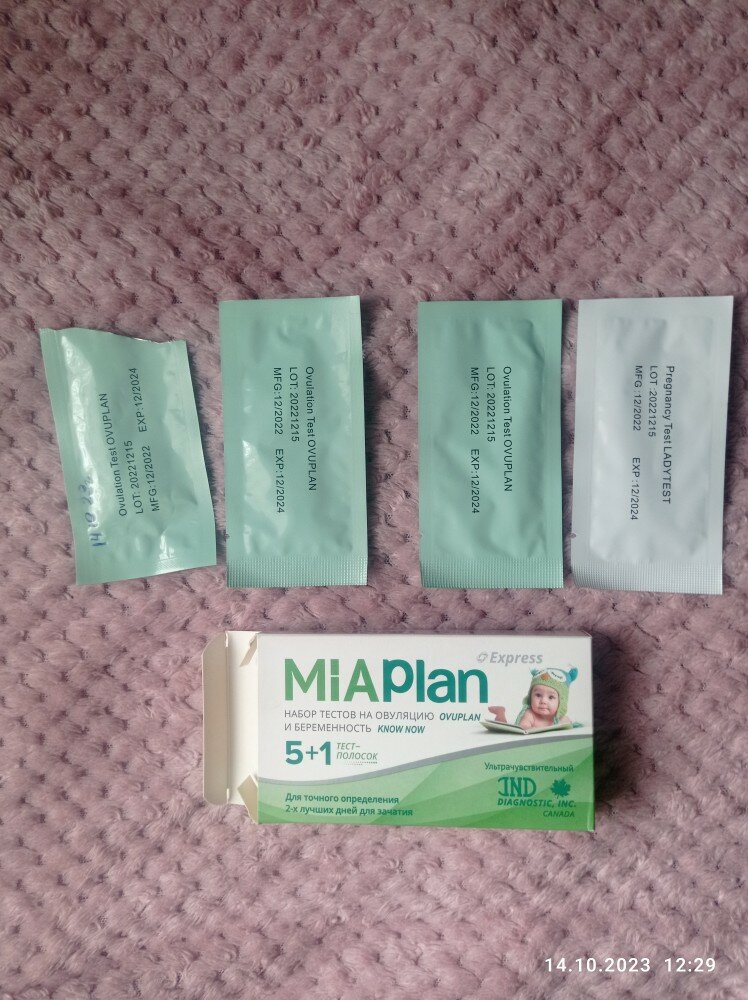 Ovulation Test OVUPLAN
LOT: 20221215
MFG:12/2022 EXP:12/2024
Ovulation Test OVUPLAN
LOT: 20221215
MFG:12/2022 EXP:12/2024
Ovulation Test OVUPLAN
LOT: 20221215
MFG:12/2022 EXP:12/2024
Pregnancy Test LADYTEST
LOT: 20221215
MFG :12/2022 EXP :12/2024
Express
MiAPlan
НАБОР ТЕСТОВ НА ОВУЛЯЦИЮ OVUPLAN
И БЕРЕМЕННОСТЬ KNOW NOW
5+1 ТЕСТ-
ПОЛОСОК
Ультрачувствительный
IND
DIAGNOSTIC, INC.
CANADA
Для точного определения
2-х лучших дней для зачатия
14.10.2023 12:29